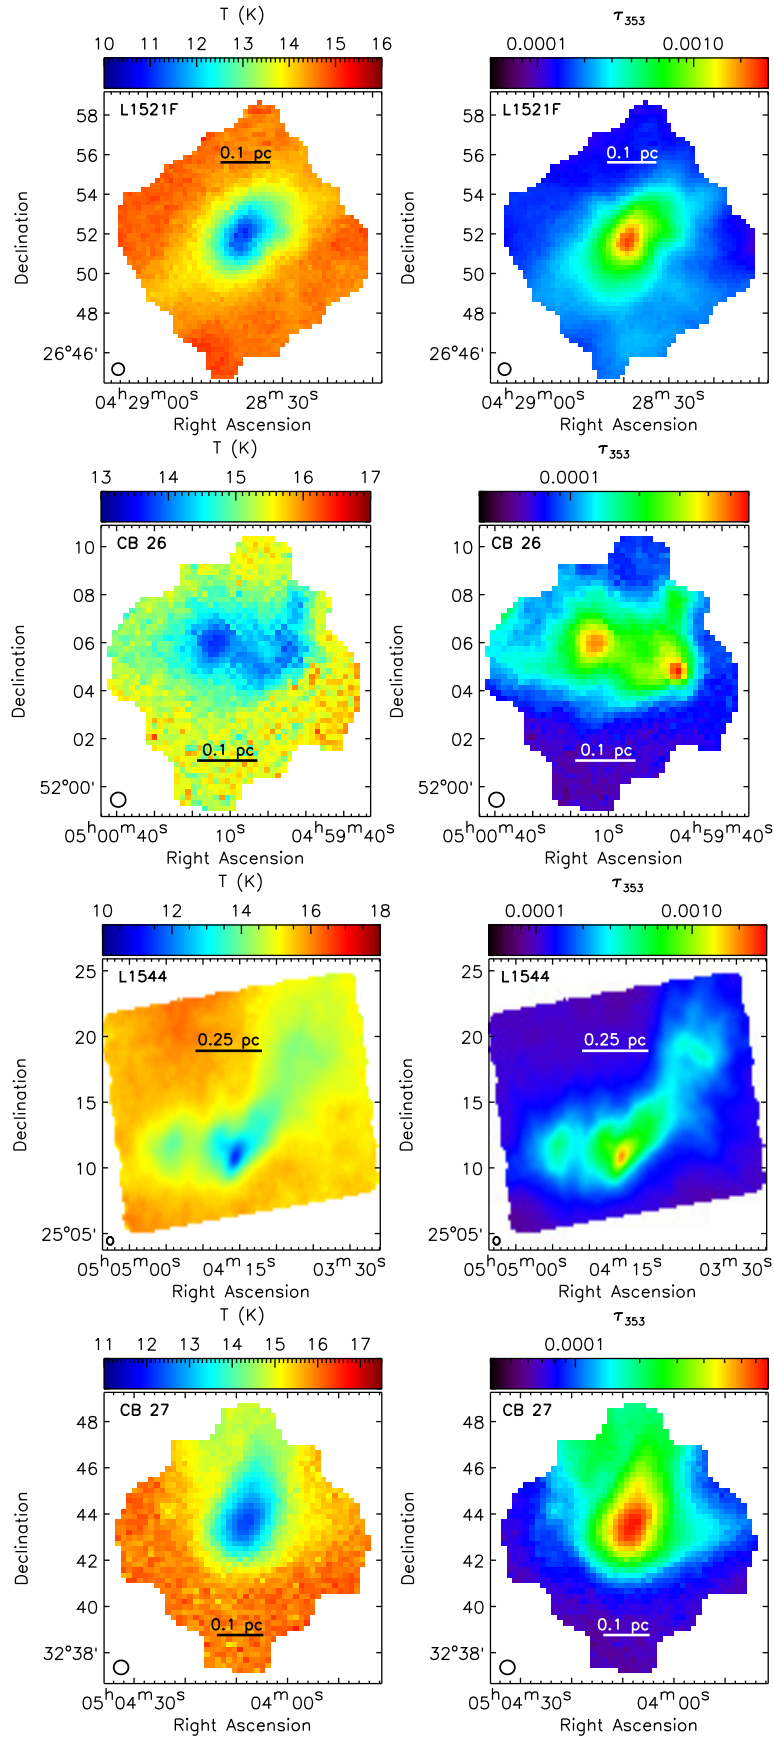 T (K)
τ353
10 11 12 13 14 15 16
0.0001 0.0010
L1521F
L1521F
0.1 pc
0.1 pc
58
56
54
52
50
48
26°46'
58
56
54
52
50
48
26°46'
Declination
Declination
04h29m00s 28m30s
04h29m00s 28m30s
Right Ascension
Right Ascension
T (K)
τ353
13 14 15 16 17
0.0001
CB 26
CB 26
10
08
06
04
02
52°00'
10
08
06
04
02
52°00'
Declination
Declination
0.1 pc
0.1 pc
05h00m40s 10s 04h59m40s
05h00m40s 10s 04h59m40s
Right Ascension
Right Ascension
T (K)
τ353
10 12 14 16 18
0.0001 0.0010
L1544
L1544
0.25 pc
0.25 pc
25
20
15
10
25°05'
25
20
15
10
25°05'
Declination
Declination
05h05m00s 04m15s 03m30s
05h05m00s 04m15s 03m30s
Right Ascension
Right Ascension
T (K)
τ353
11 12 13 14 15 16 17
0.0001
CB 27
CB 27
48
46
44
42
40
32°38'
48
46
44
42
40
32°38'
Declination
Declination
0.1 pc
0.1 pc
05h04m30s 04m00s
05h04m30s 04m00s
Right Ascension
Right Ascension